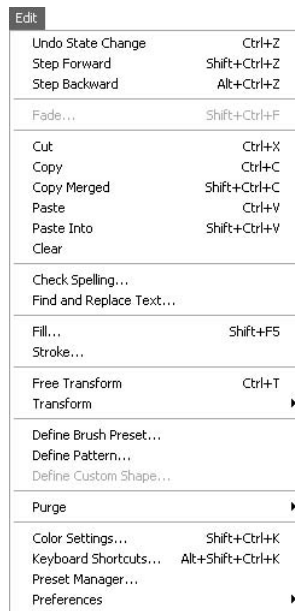 Edit
Undo State Change Ctrl+Z
Step Forward Shift+Ctrl+Z
Step Backward Alt+Ctrl+Z
Fade... Shift+Ctrl+F
Cut Ctrl+X
Copy Ctrl+C
Copy Merged Shift+Ctrl+C
Paste Ctrl+V
Paste Into Shift+Ctrl+V
Clear
Check Spelling...
Find and Replace Text...
Fill... Shift+F5
Stroke...
Free Transform Ctrl+T
Transform
Define Brush Preset...
Define Pattern...
Define Custom Shape...
Purge
Color Settings... Shift+Ctrl+K
Keyboard Shortcuts... Alt+Shift+Ctrl+K
Preset Manager...
Preferences